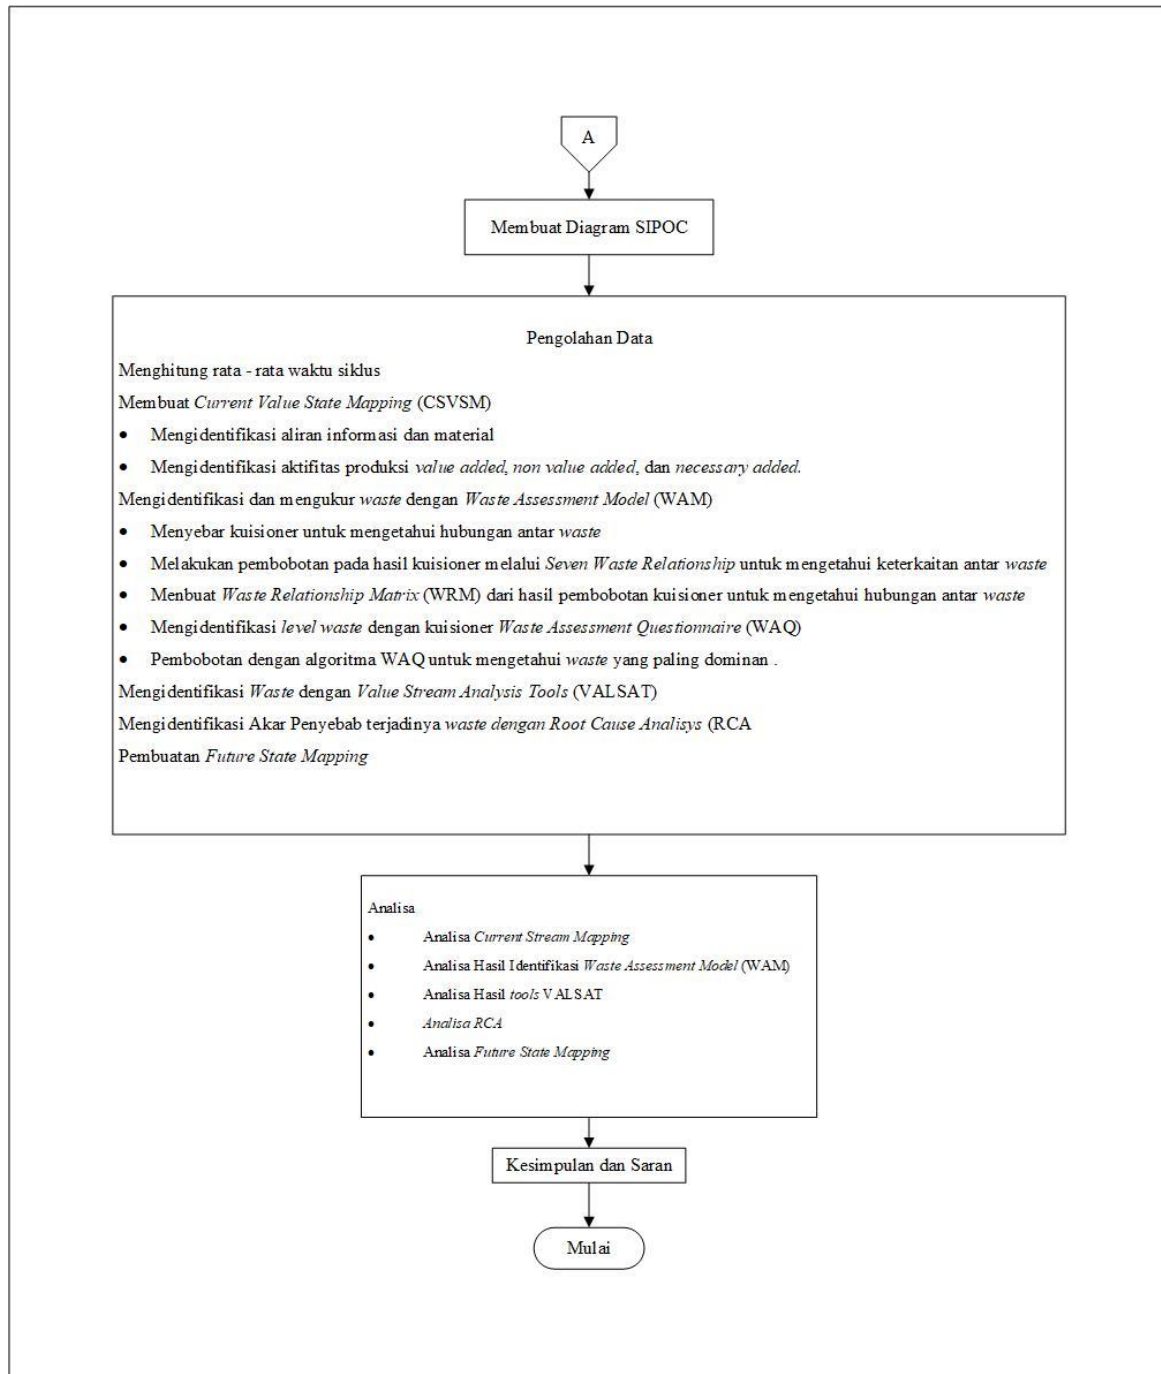 A
Membuat Diagram SIPOC
Pengolahan Data
Menghitung rata - rata waktu siklus
Membuat Current Value State Mapping (CSVSM)
• Mengidentifikasi aliran informasi dan material
• Mengidentifikasi aktifitas produksi value added, non value added, dan necessary added.
Mengidentifikasi dan mengukur waste dengan Waste Assessment Model (WAM)
• Menyebar kuisioner untuk mengetahui hubungan antar waste
• Melakukan pembobotan pada hasil kuisioner melalui Seven Waste Relationship untuk mengetahui keterkaitan antar waste
• Menbuat Waste Relationship Matrix (WRM) dari hasil pembobotan kuisioner untuk mengetahui hubungan antar waste
• Mengidentifikasi level waste dengan kuisioner Waste Assessment Questionnaire (WAQ)
• Pembobotan dengan algoritma WAQ untuk mengetahui waste yang paling dominan .
Mengidentifikasi Waste dengan Value Stream Analysis Tools (VALSAT)
Mengidentifikasi Akar Penyebab terjadinya waste dengan Root Cause Analisys (RCA
Pembuatan Future State Mapping
Analisa
• Analisa Current Stream Mapping
• Analisa Hasil Identifikasi Waste Assessment Model (WAM)
• Analisa Hasil tools VALSAT
• Analisa RCA
• Analisa Future State Mapping
Kesimpulan dan Saran
Mulai